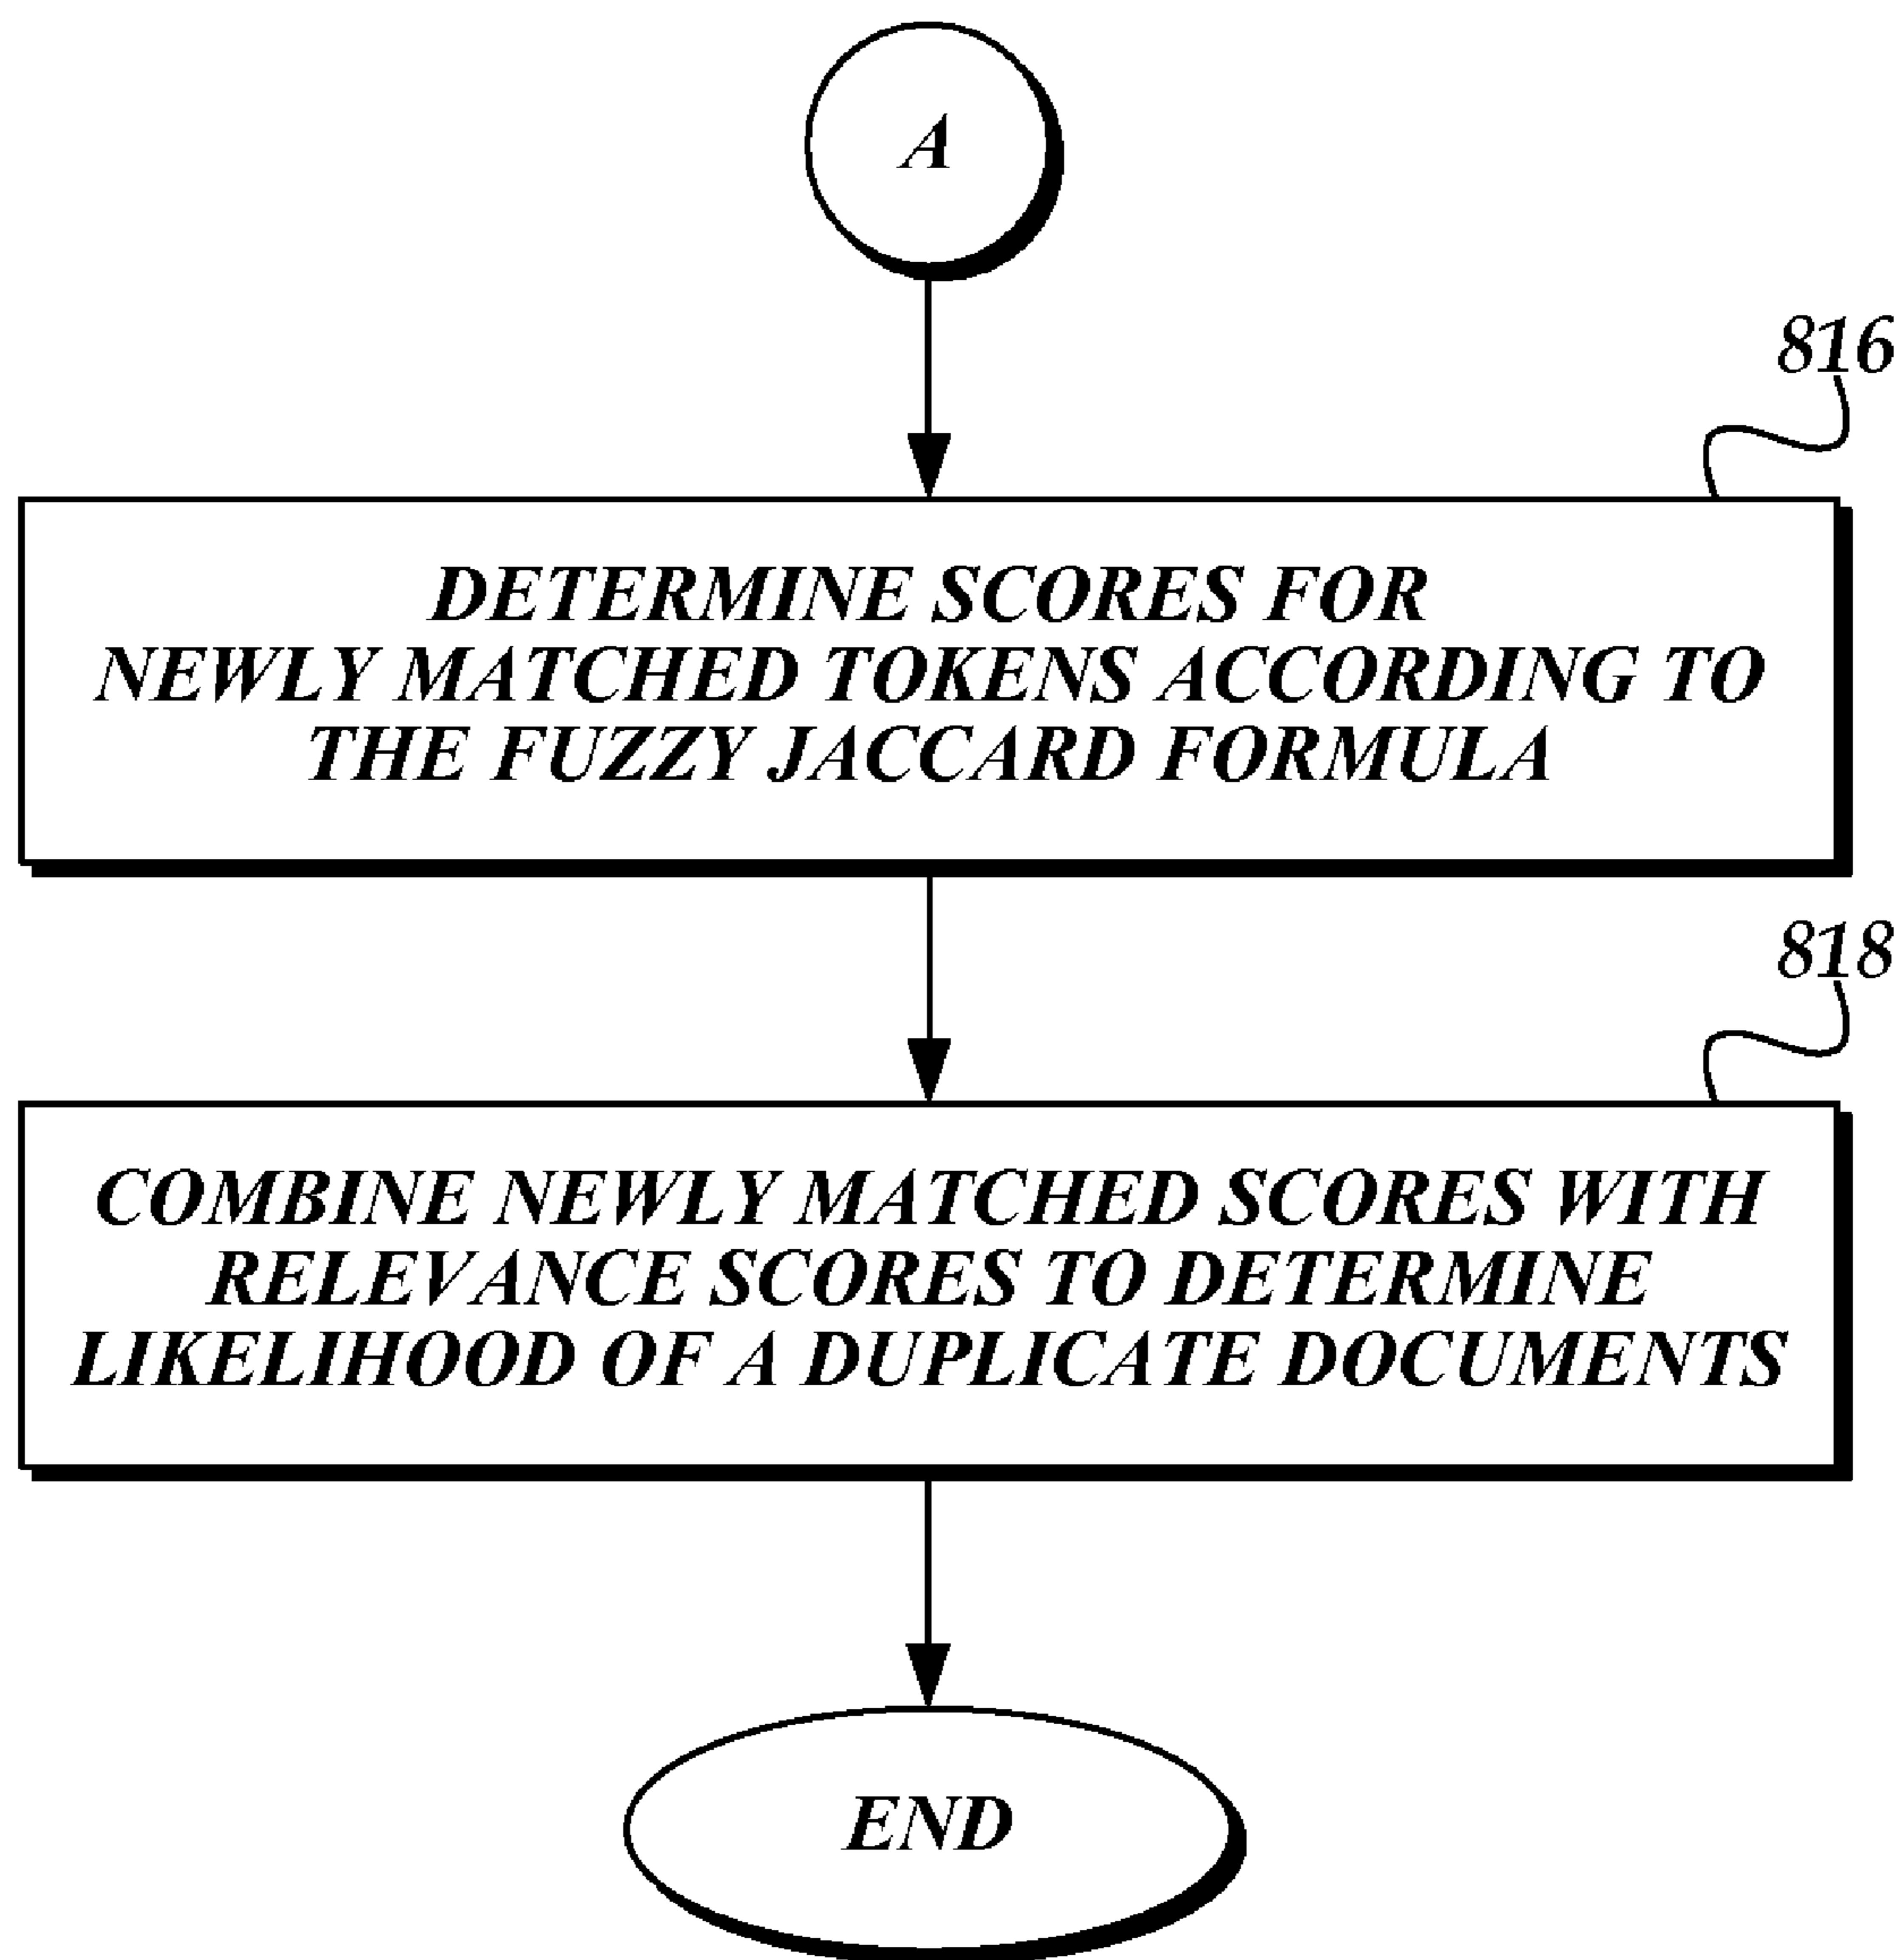 A
816
DETERMINE SCORES FOR
NEWLY MATCHED TOKENS ACCORDING TO
THE FUZZY JACCARD FORMULA
818
COMBINE NEWLY MATCHED SCORES WITH
RELEVANCE SCORES TO DETERMINE
LIKELIHOOD OF A DUPLICATE DOCUMENTS
END